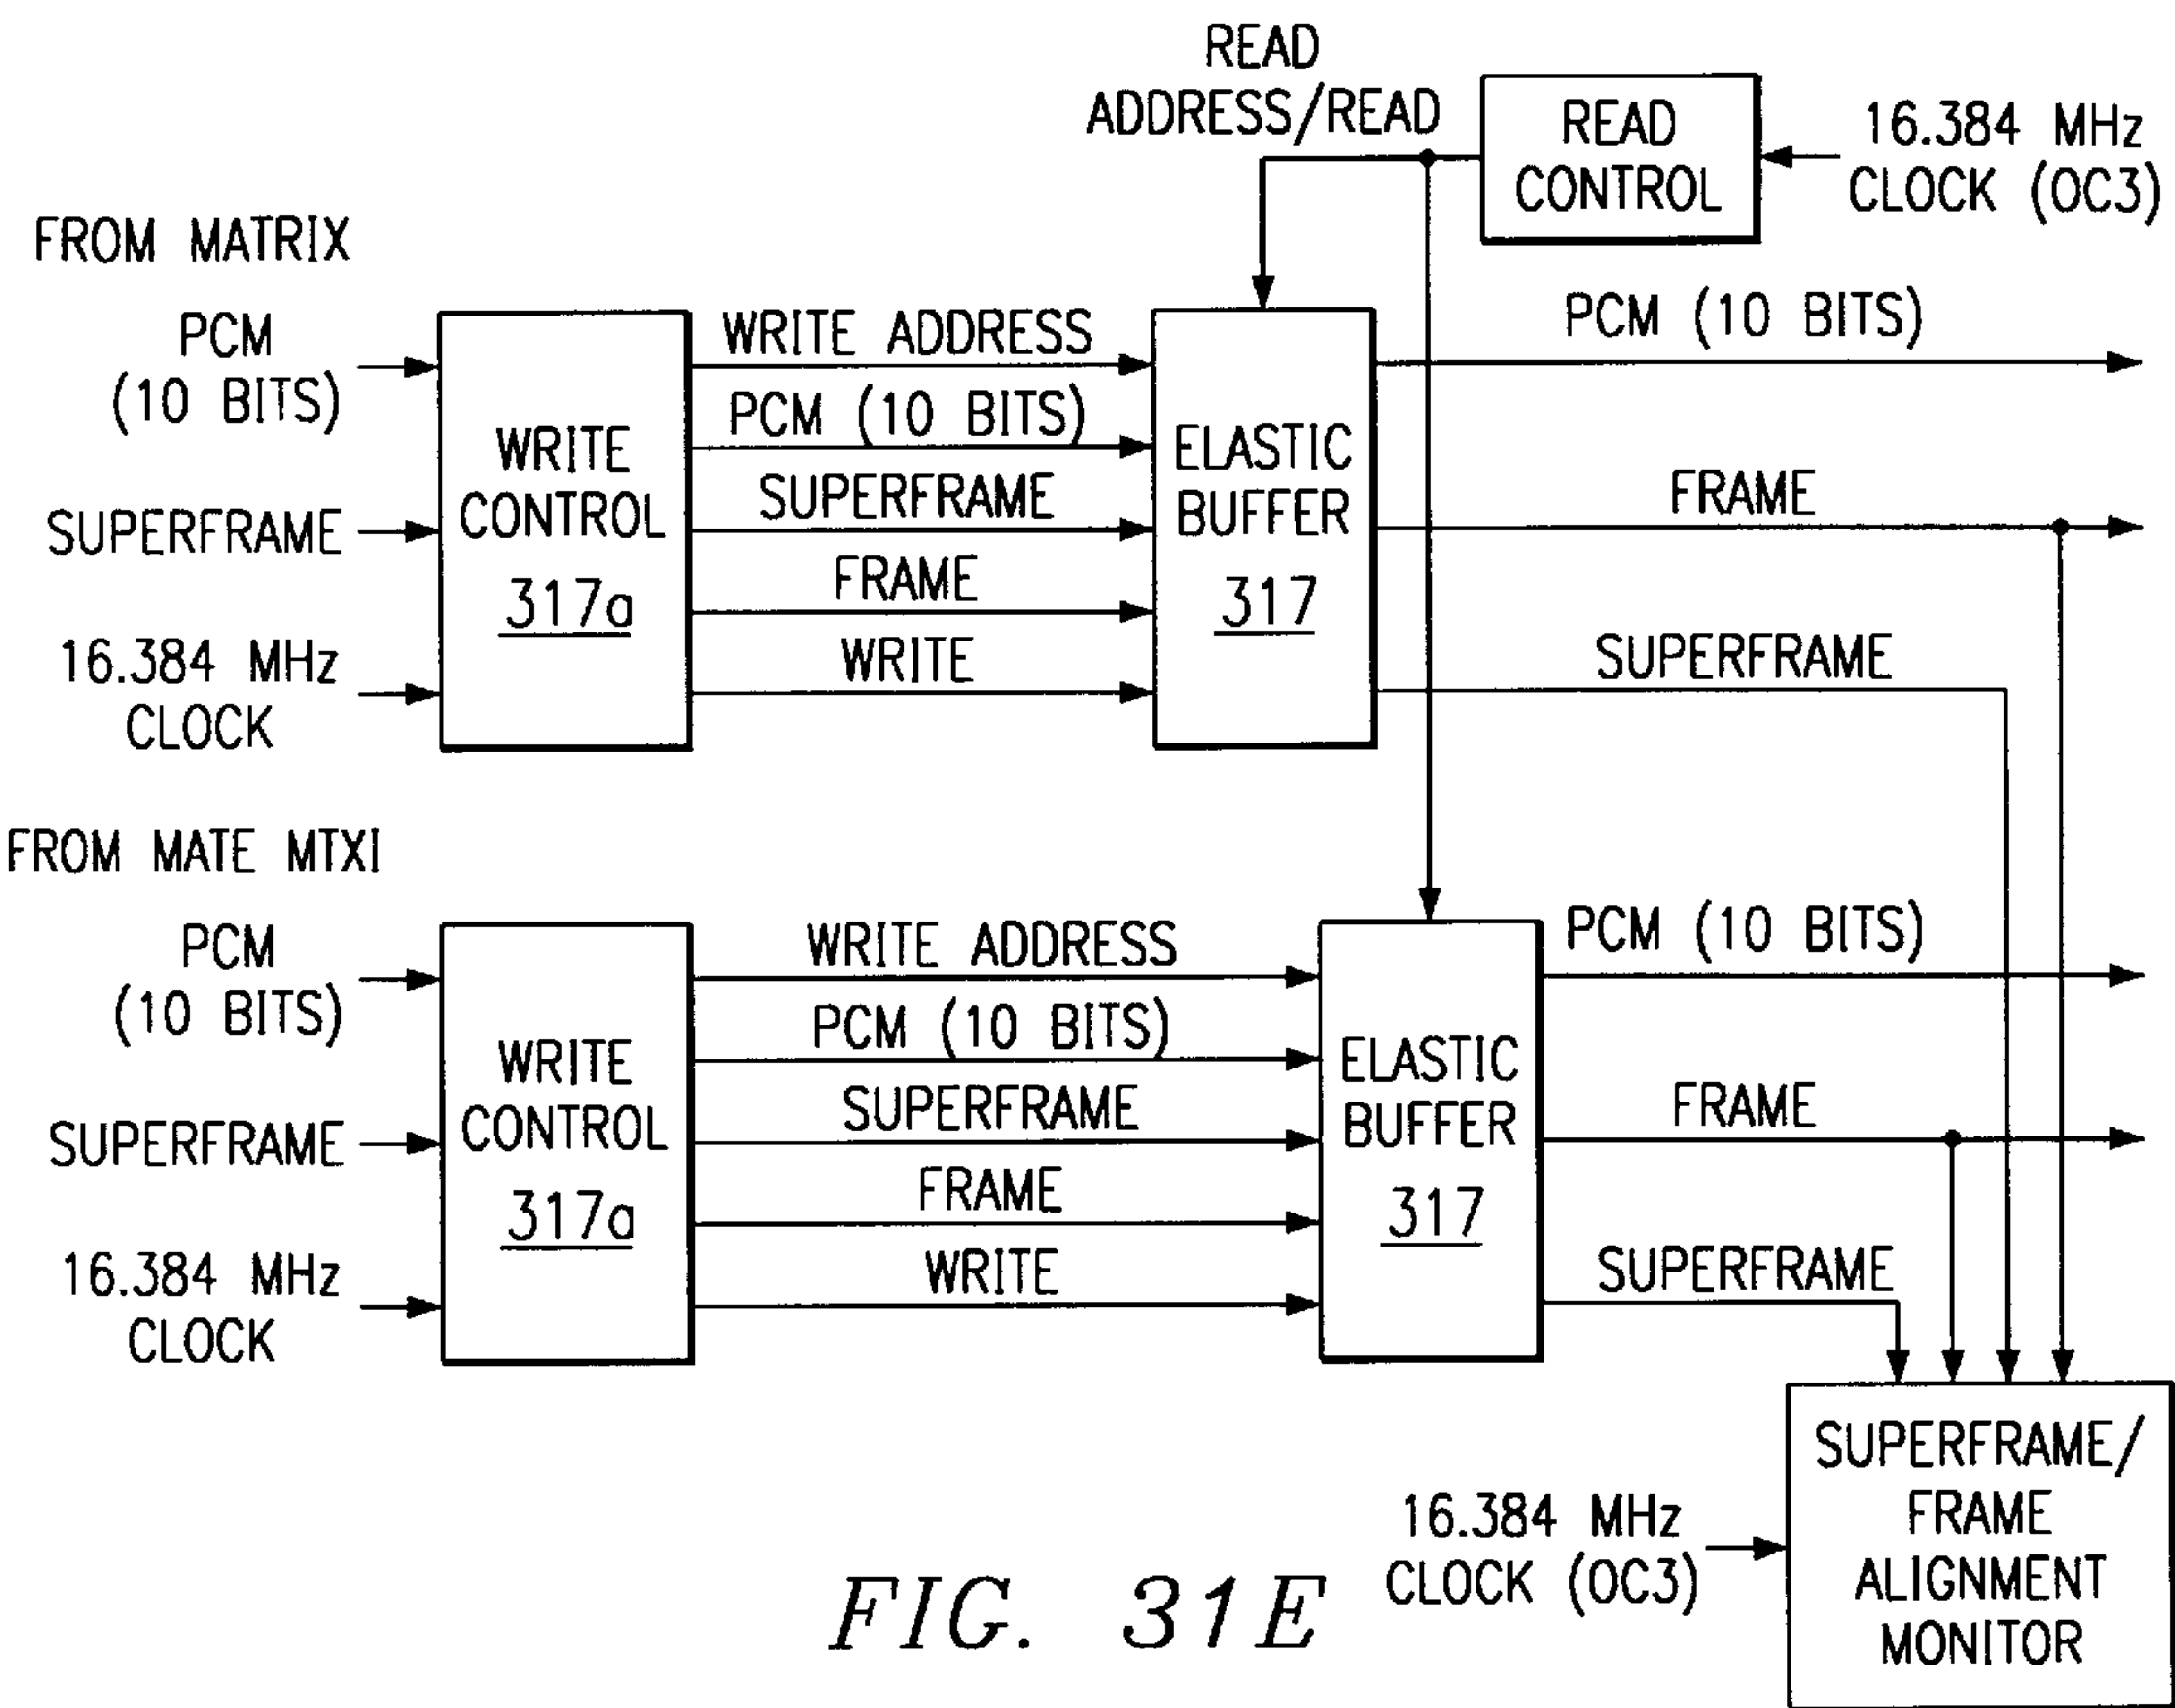 READ
ADDRESS/READ
READ
CONTROL
16.384 MHz
CLOCK (OC3)
FROM MATRIX
PCM
(10 BITS)
SUPERFRAME
16.384 MHz
CLOCK
WRITE
CONTROL
317a
WRITE ADDRESS
PCM (10 BITS)
SUPERFRAME
FRAME
WRITE
ELASTIC
BUFFER
317
PCM (10 BITS)
FRAME
SUPERFRAME
FROM MATE MTXI
PCM
(10 BITS)
SUPERFRAME
16.384 MHz
CLOCK
WRITE
CONTROL
317a
WRITE ADDRESS
PCM (10 BITS)
SUPERFRAME
FRAME
WRITE
ELASTIC
BUFFER
317
PCM (10 BITS)
FRAME
SUPERFRAME
16.384 MHz
CLOCK (OC3)
SUPERFRAME/
FRAME
ALIGNMENT
MONITOR
FIG. 31E